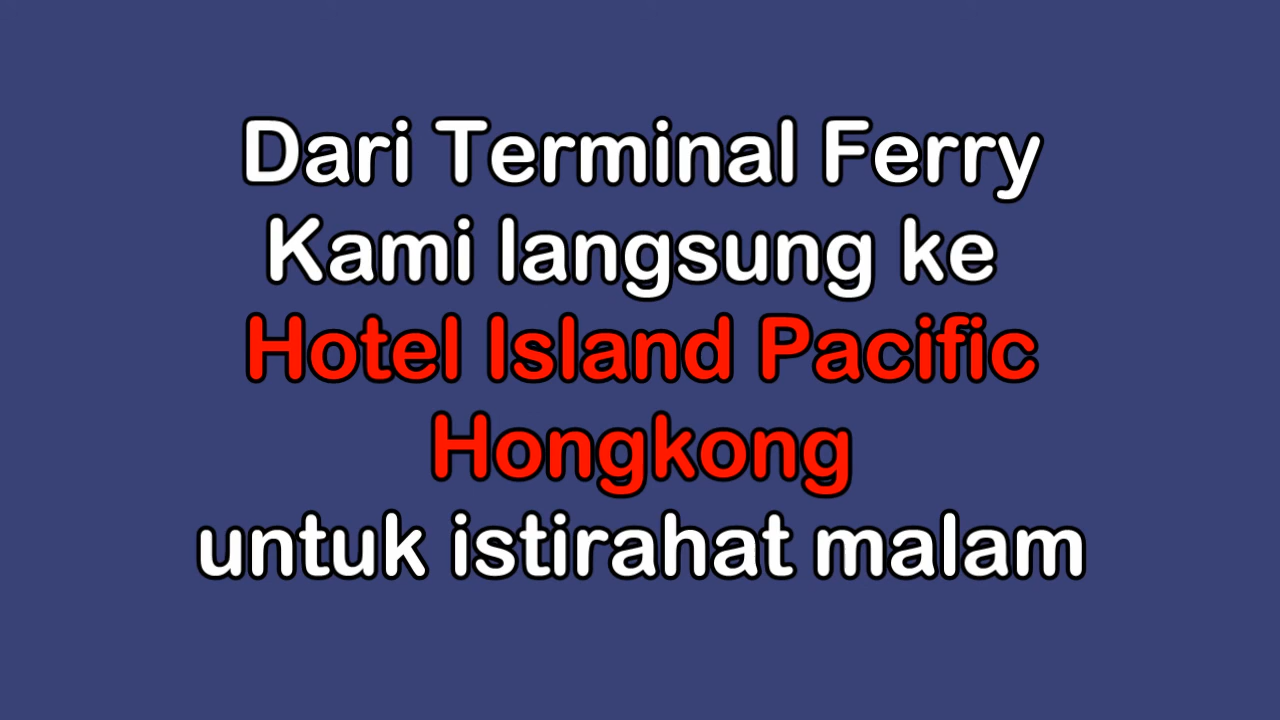 Dari Terminal Ferry
Kami langsung ke
Hotel Island Pacific
Hongkong
untuk istirahat malam